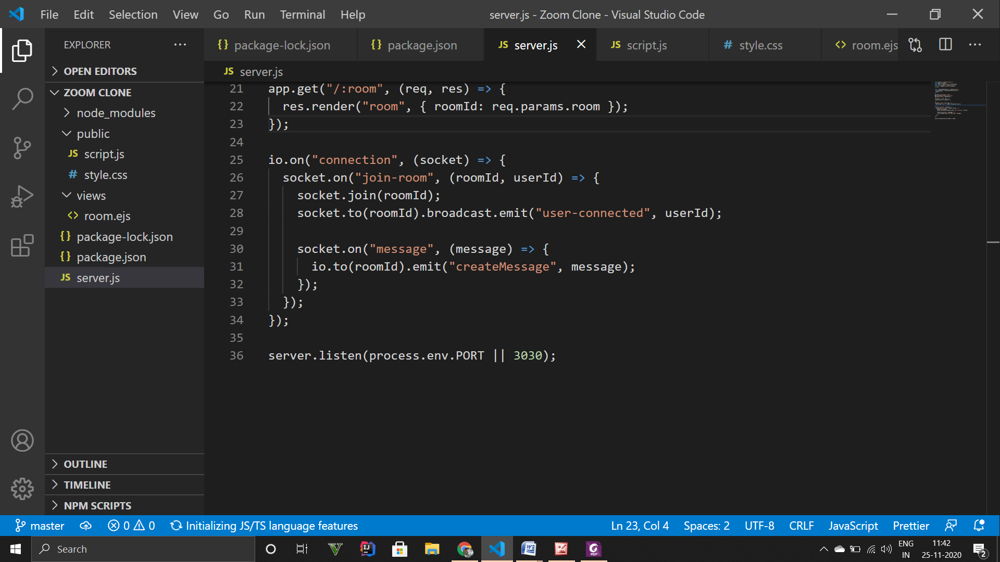 File Edit Selection View Go Run Terminal Help server.js - Zoom Clone - Visual Studio Code
EXPLORER
OPEN EDITORS
ZOOM CLONE
node_modules
public
JS script.js
# style.css
views
<> room.ejs
{} package-lock.json
{} package.json
JS server.js
OUTLINE
TIMELINE
NPM SCRIPTS
{} package-lock.json {} package.json JS server.js JS script.js # style.css <> room.ejs
JS server.js
21 app.get("/:room", (req, res) => {
22 res.render("room", { roomId: req.params.room });
23 });
24
25 io.on("connection", (socket) => {
26 socket.on("join-room", (roomId, userId) => {
27 socket.join(roomId);
28 socket.to(roomId).broadcast.emit("user-connected", userId);
29
30 socket.on("message", (message) => {
31 io.to(roomId).emit("createMessage", message);
32 });
33 });
34 });
35
36 server.listen(process.env.PORT || 3030);
master 0 0 Initializing JS/TS language features Ln 23, Col 4 Spaces: 2 UTF-8 CRLF JavaScript Prettier
Search
ENG
IN
11:42
25-11-2020
2